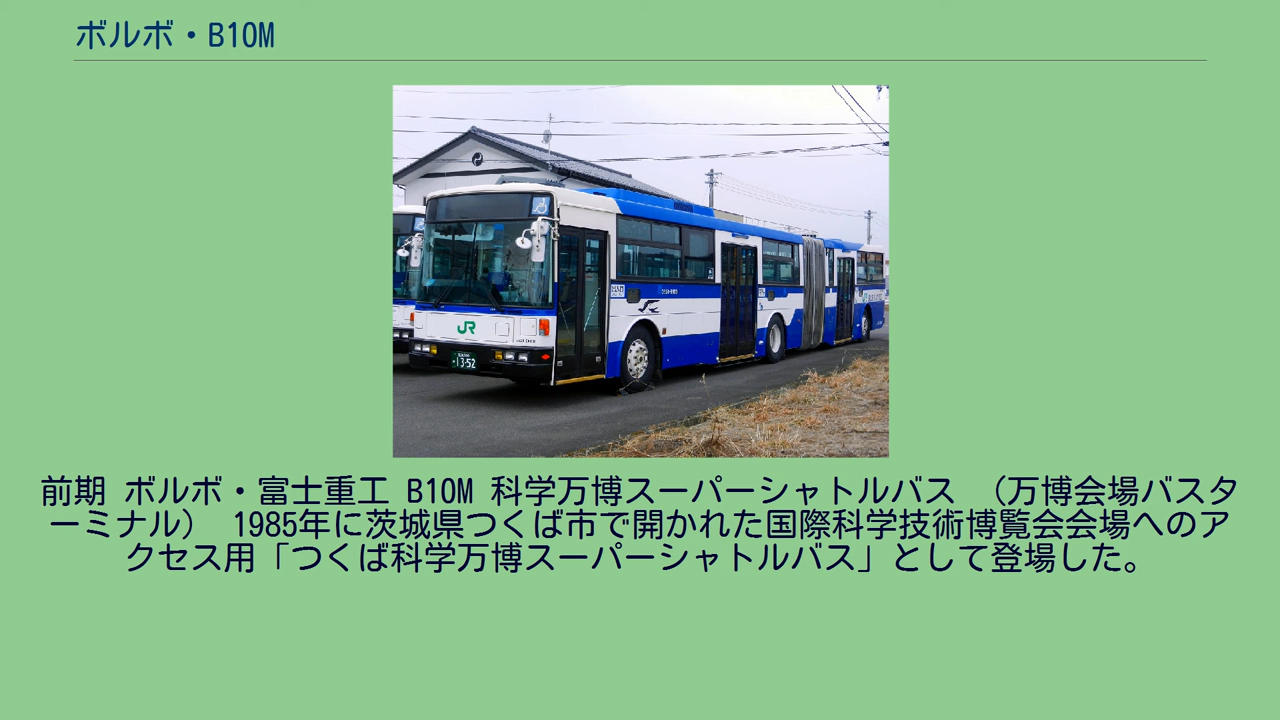 ボルボ・B10M
JR
13-52
前期 ボルボ・富士重工 B10M 科学万博スーパーシャトルバス （万博会場バスタ
ーミナル） 1985年に茨城県つくば市で開かれた国際科学技術博覧会会場へのア
クセス用「つくば科学万博スーパーシャトルバス」として登場した。